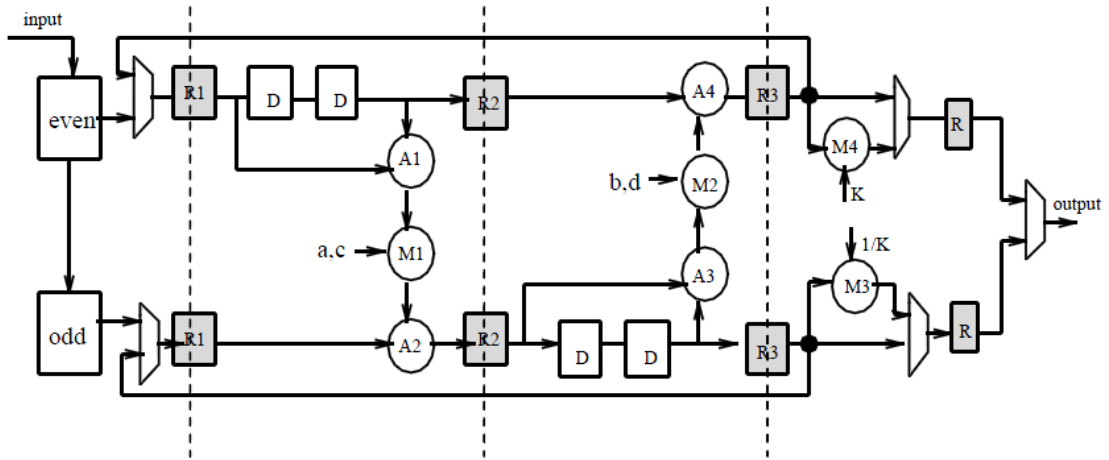 input
even
R1
D
D
R2
A4
R3
R
M4
A1
b,d
M2
K
output
a,c
M1
1/K
A3
M3
odd
R1
A2
R2
D
D
R3
R